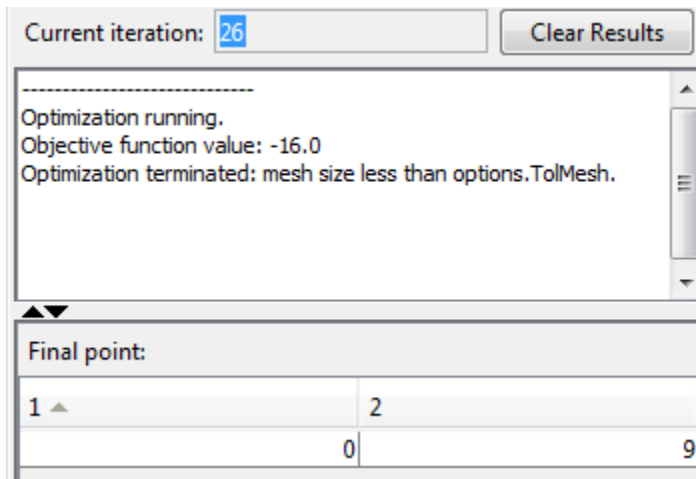 Current iteration: 26 Clear Results
-----------------------------
Optimization running.
Objective function value: -16.0
Optimization terminated: mesh size less than options.TolMesh.
Final point:
1 2
0 9